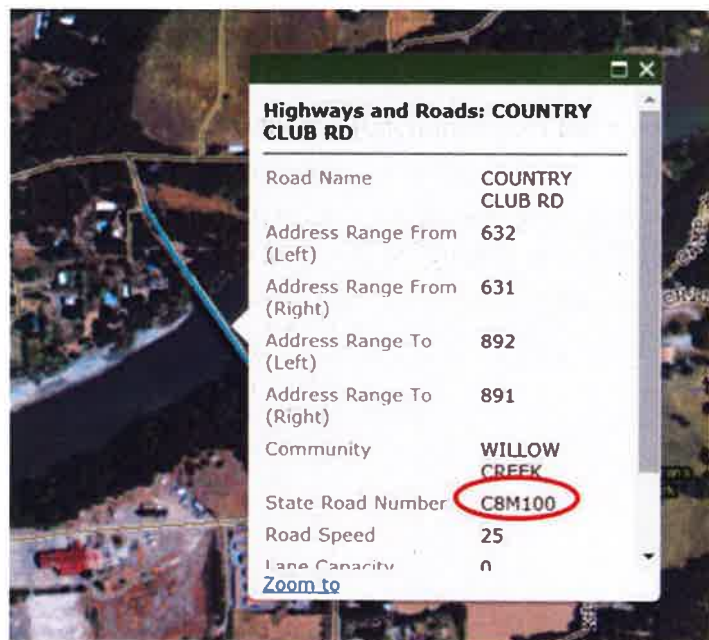 Highways and Roads: COUNTRY
CLUB RD
Road Name COUNTRY
CLUB RD
Address Range From 632
(Left)
Address Range From 631
(Right)
Address Range To 892
(Left)
Address Range To 891
(Right)
Community WILLOW
CREEK
State Road Number C8M100
Road Speed 25
Lane Capacity 0
Zoom to